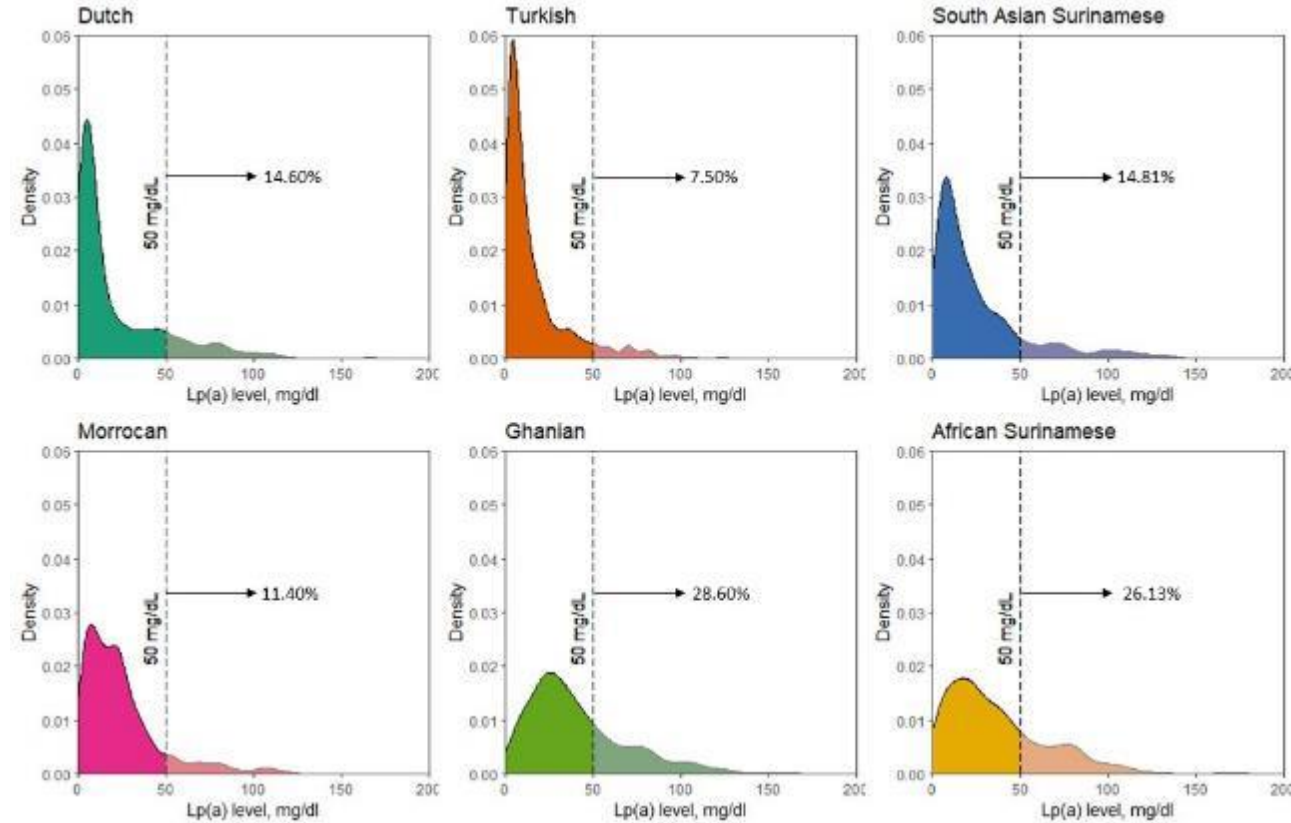 Dutch
Turkish
South Asian Surinamese
0.06
0.05
0.04
0.03
0.02
0.01
0.00
Density
50 mg/dL
14.60%
0 50 100 150 200
Lp(a) level, mg/dl
0.06
0.05
0.04
0.03
0.02
0.01
0.00
Density
50 mg/dL
7.50%
0 50 100 150 200
Lp(a) level, mg/dl
0.06
0.05
0.04
0.03
0.02
0.01
0.00
Density
50 mg/dL
14.81%
0 50 100 150 200
Lp(a) level, mg/dl
Morrocan
Ghanian
African Surinamese
0.06
0.05
0.04
0.03
0.02
0.01
0.00
Density
50 mg/dL
11.40%
0 50 100 150 200
Lp(a) level, mg/dl
0.06
0.05
0.04
0.03
0.02
0.01
0.00
Density
50 mg/dL
28.60%
0 50 100 150 200
Lp(a) level, mg/dl
0.06
0.05
0.04
0.03
0.02
0.01
0.00
Density
50 mg/dL
26.13%
0 50 100 150 200
Lp(a) level, mg/dl